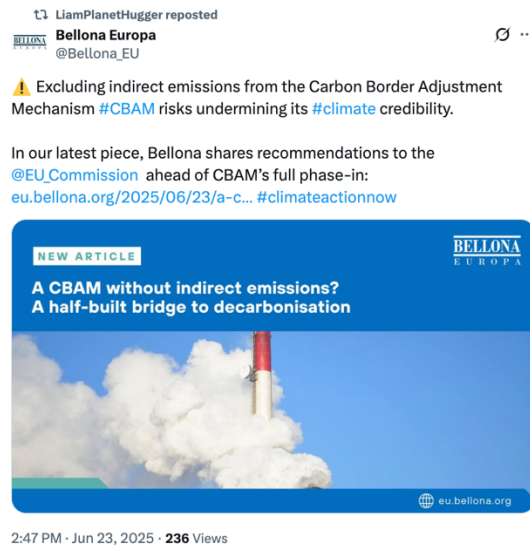 LiamPlanetHugger reposted
BELLONA
EUROPA
Bellona Europa
@Bellona_EU
⚠️ Excluding indirect emissions from the Carbon Border Adjustment
Mechanism #CBAM risks undermining its #climate credibility.
In our latest piece, Bellona shares recommendations to the
@EU_Commission ahead of CBAM’s full phase-in:
eu.bellona.org/2025/06/23/a-c... #climateactionnow
NEW ARTICLE
BELLONA
EUROPA
A CBAM without indirect emissions?
A half-built bridge to decarbonisation
eu.bellona.org
2:47 PM · Jun 23, 2025 · 236 Views